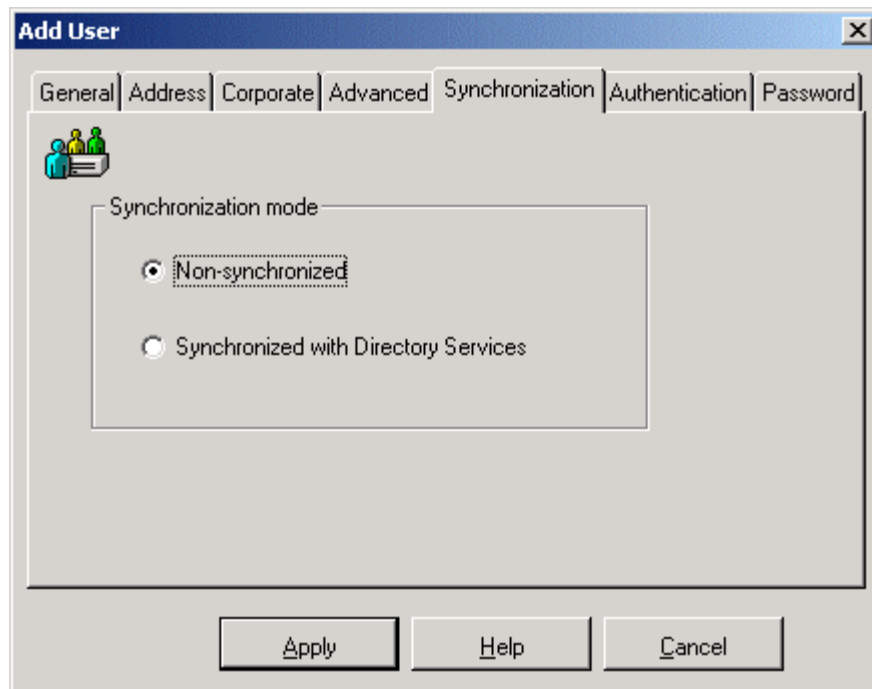 Add User
General Address Corporate Advanced Synchronization Authentication Password
Synchronization mode
Non-synchronized
Synchronized with Directory Services
Apply Help Cancel